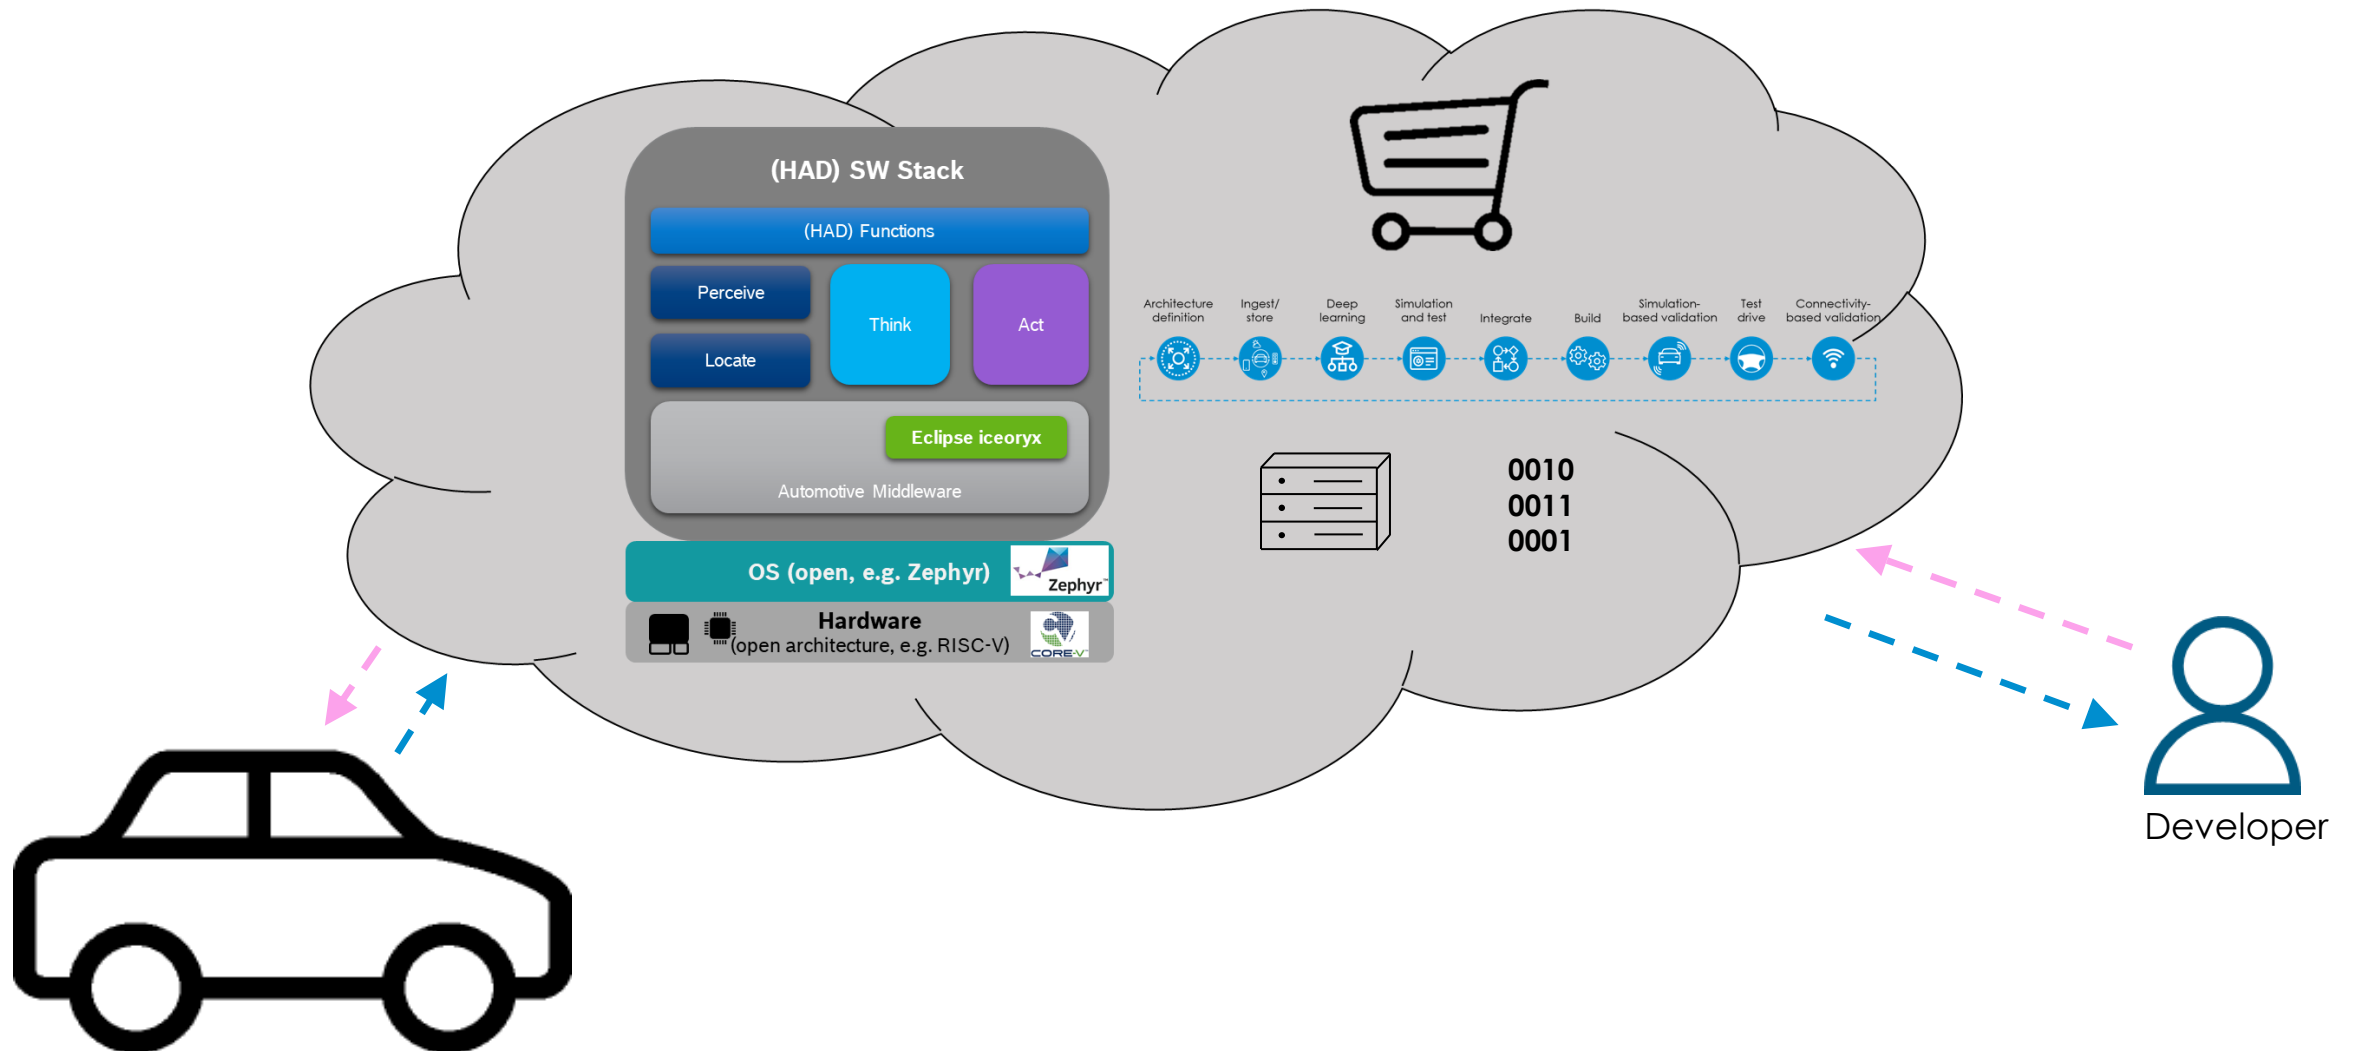 (HAD) SW Stack
(HAD) Functions
Perceive
Locate
Think
Act
Eclipse iceoryx
Automotive Middleware
OS (open, e.g. Zephyr)
Zephyr™
Hardware
(open architecture, e.g. RISC-V)
CORE-V™
Architecture
definition
Ingest/
store
Deep
learning
Simulation
and test
Integrate
Build
Simulation-
based validation
Test
drive
Connectivity-
based validation
0010
0011
0001
Developer